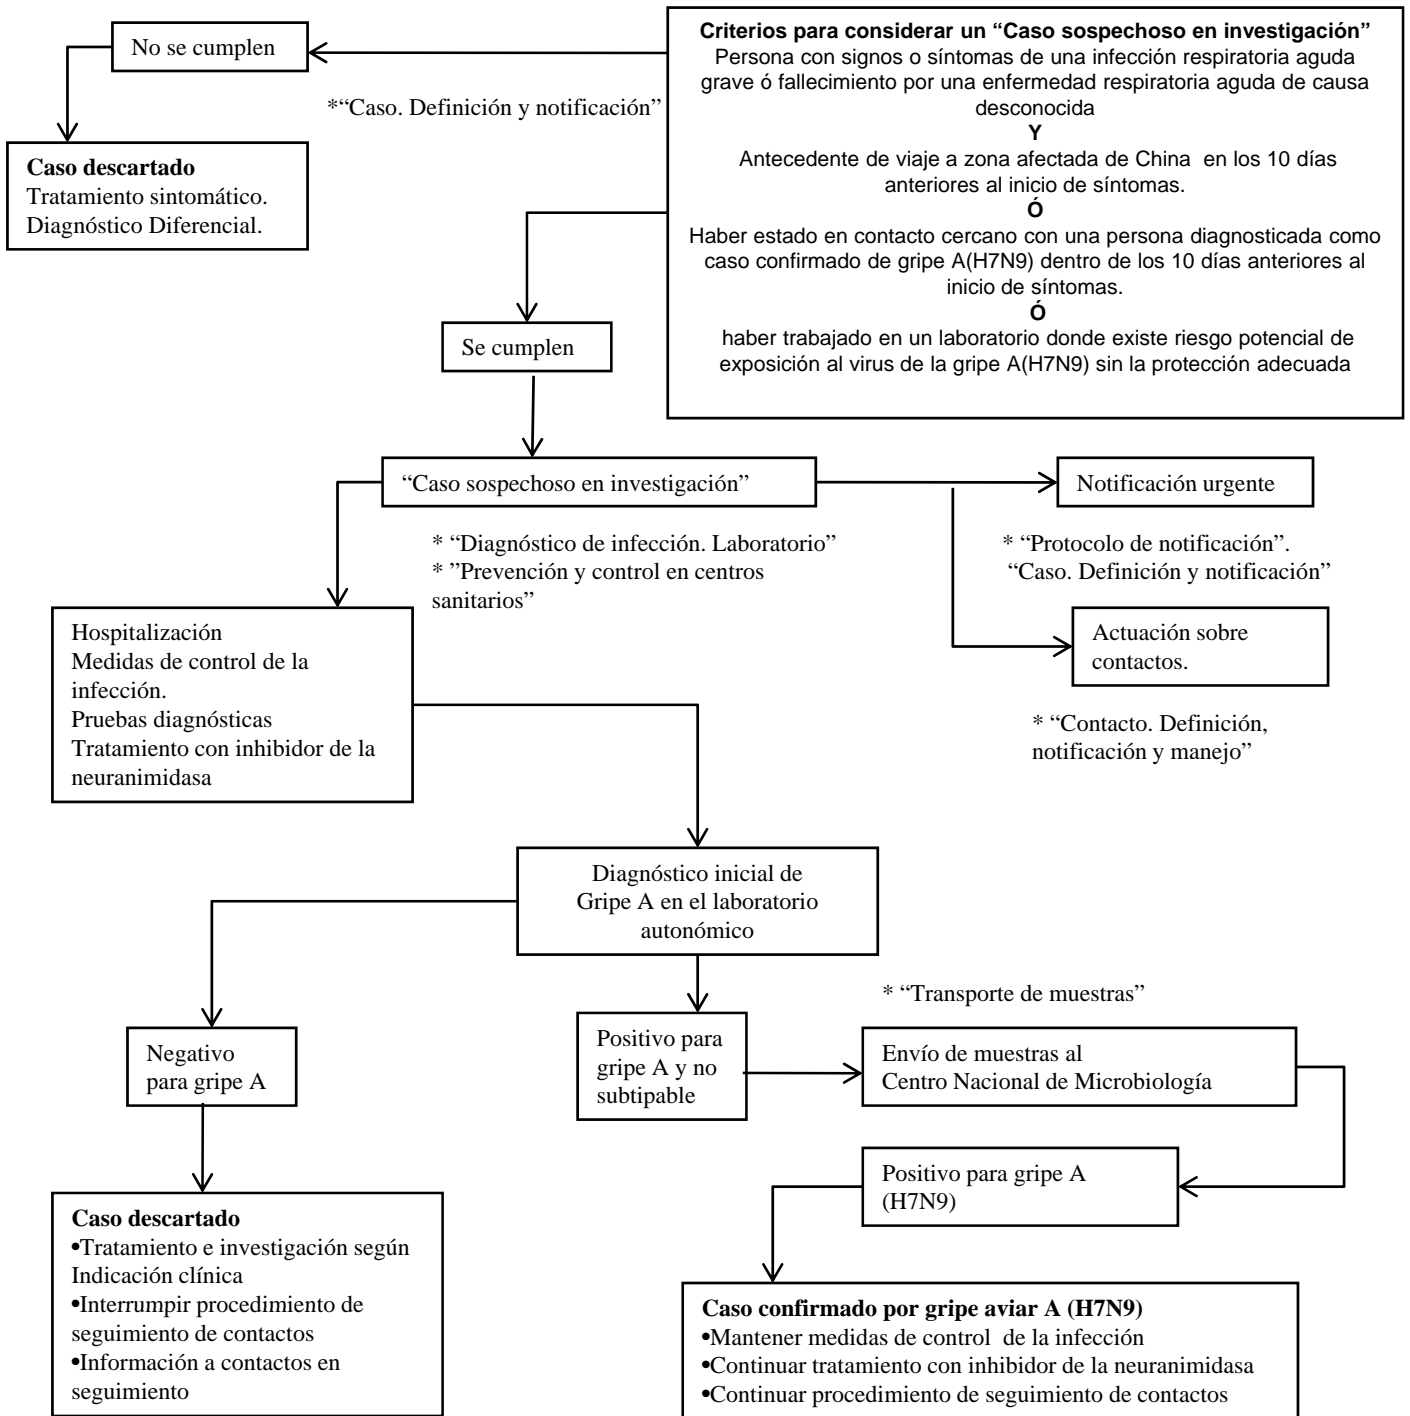 Criterios para considerar un “Caso sospechoso en investigación”
Persona con signos o síntomas de una infección respiratoria aguda
grave ó fallecimiento por una enfermedad respiratoria aguda de causa
desconocida
Y
Antecedente de viaje a zona afectada de China en los 10 días
anteriores al inicio de síntomas.
Ó
Haber estado en contacto cercano con una persona diagnosticada como
caso confirmado de gripe A(H7N9) dentro de los 10 días anteriores al
inicio de síntomas.
Ó
haber trabajado en un laboratorio donde existe riesgo potencial de
exposición al virus de la gripe A(H7N9) sin la protección adecuada
No se cumplen
*“Caso. Definición y notificación”
Caso descartado
Tratamiento sintomático.
Diagnóstico Diferencial.
Se cumplen
“Caso sospechoso en investigación”
Notificación urgente
* “Diagnóstico de infección. Laboratorio”
* ”Prevención y control en centros
sanitarios”
* “Protocolo de notificación”.
“Caso. Definición y notificación”
Actuación sobre
contactos.
* “Contacto. Definición,
notificación y manejo”
Hospitalización
Medidas de control de la
infección.
Pruebas diagnósticas
Tratamiento con inhibidor de la
neuranimidasa
Diagnóstico inicial de
Gripe A en el laboratorio
autonómico
Negativo
para gripe A
Positivo para
gripe A y no
subtipable
* “Transporte de muestras”
Envío de muestras al
Centro Nacional de Microbiología
Positivo para gripe A
(H7N9)
Caso descartado
•Tratamiento e investigación según
Indicación clínica
•Interrumpir procedimiento de
seguimiento de contactos
•Información a contactos en
seguimiento
Caso confirmado por gripe aviar A (H7N9)
•Mantener medidas de control de la infección
•Continuar tratamiento con inhibidor de la neuranimidasa
•Continuar procedimiento de seguimiento de contactos